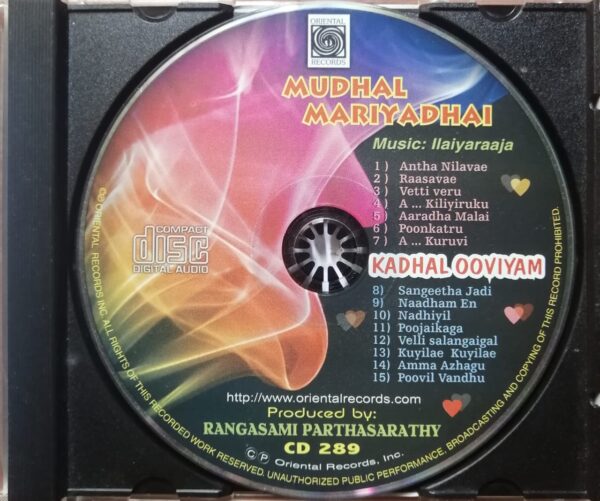 ORIENTAL
RECORDS
MUDHAL
MARIYADHAI
Music: Ilaiyaraaja
1 ) Antha Nilavae
2 ) Raasavae
3 ) Vetti veru
4 ) A ... Kiliyiruku
5 ) Aaradha Malai
6 ) Poonkatru
7 ) A ... Kuruvi
KADHAL OOVIYAM
8) Sangeetha Jadi
9) Naadham En
10) Nadhiyil
11) Poojaikaga
12) Velli salangaigal
13) Kuyilae Kuyilae
14) Amma Azhagu
15) Poovil Vandhu
COMPACT
disc
DIGITAL AUDIO
http://www.orientalrecords.com
Produced by:
RANGASAMI PARTHASARATHY
CD 289
© P Oriental Records, Inc.
© ORIENTAL RECORDS INC. ALL RIGHTS OF THIS RECORDED WORK RESERVED. UNAUTHORIZED PUBLIC PERFORMANCE, BROADCASTING AND COPYING OF THIS RECORD PROHIBITED.